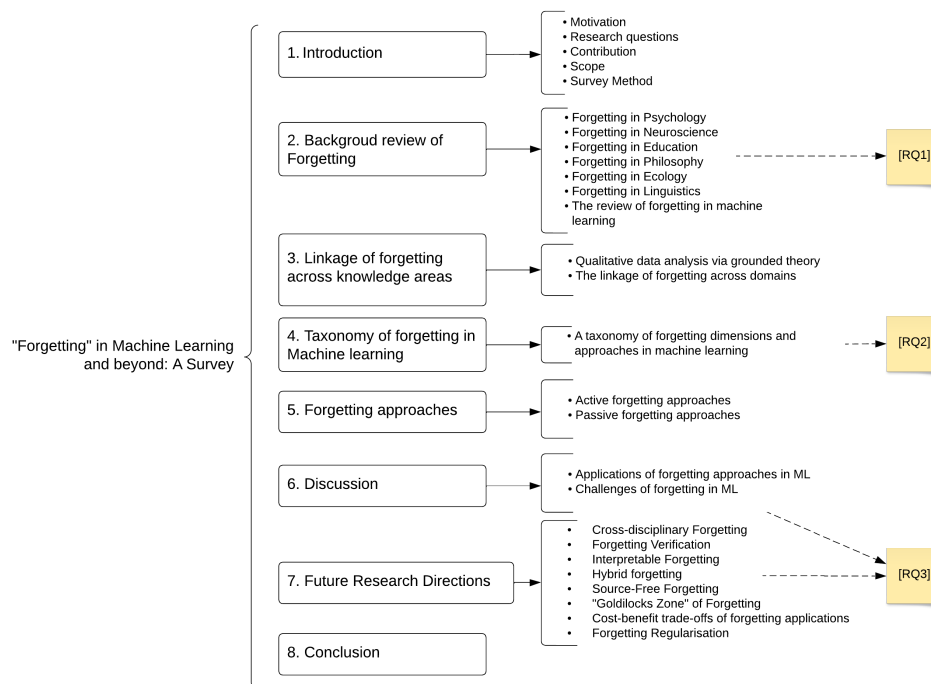 "Forgetting" in Machine Learning
and beyond: A Survey
1. Introduction
• Motivation
• Research questions
• Contribution
• Scope
• Survey Method
2. Backgroud review of
Forgetting
• Forgetting in Psychology
• Forgetting in Neuroscience
• Forgetting in Education
• Forgetting in Philosophy
• Forgetting in Ecology
• Forgetting in Linguistics
• The review of forgetting in machine
learning
[RQ1]
3. Linkage of forgetting
across knowledge areas
• Qualitative data analysis via grounded theory
• The linkage of forgetting across domains
4. Taxonomy of forgetting in
Machine learning
• A taxonomy of forgetting dimensions and
approaches in machine learning
[RQ2]
5. Forgetting approaches
• Active forgetting approaches
• Passive forgetting approaches
6. Discussion
• Applications of forgetting approaches in ML
• Challenges of forgetting in ML
7. Future Research Directions
• Cross-disciplinary Forgetting
• Forgetting Verification
• Interpretable Forgetting
• Hybrid forgetting
• Source-Free Forgetting
• "Goldilocks Zone" of Forgetting
• Cost-benefit trade-offs of forgetting applications
• Forgetting Regularisation
[RQ3]
8. Conclusion